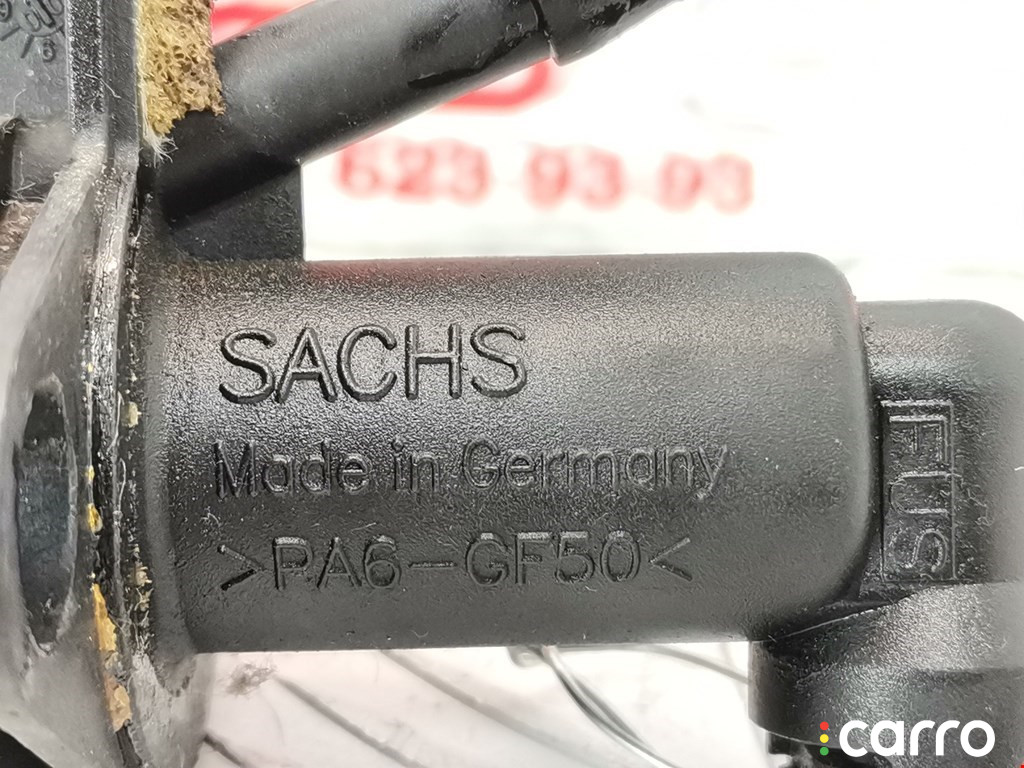 623 93 93
SACHS
Made in Germany
>PA6-GF50<
FUS
carro